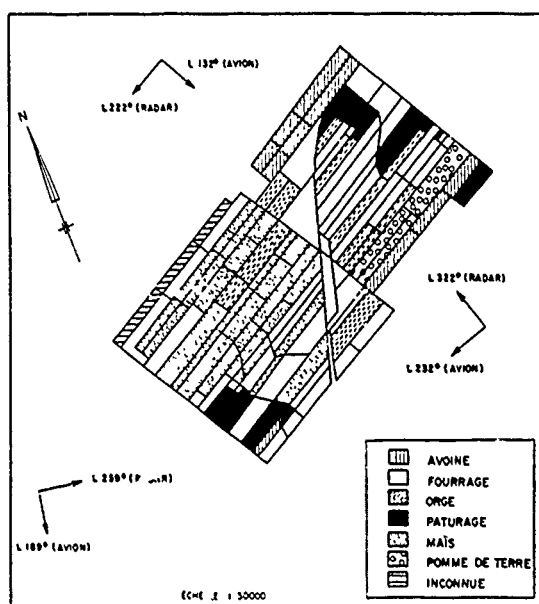 L 132° (AVION)
L 222° (RADAR)
N
L 322° (RADAR)
L 232° (AVION)
L 189° (AVION)
AVOINE
FOURRAGE
ORGE
PATURAGE
MAÏS
POMME DE TERRE
INCONNUE
50000